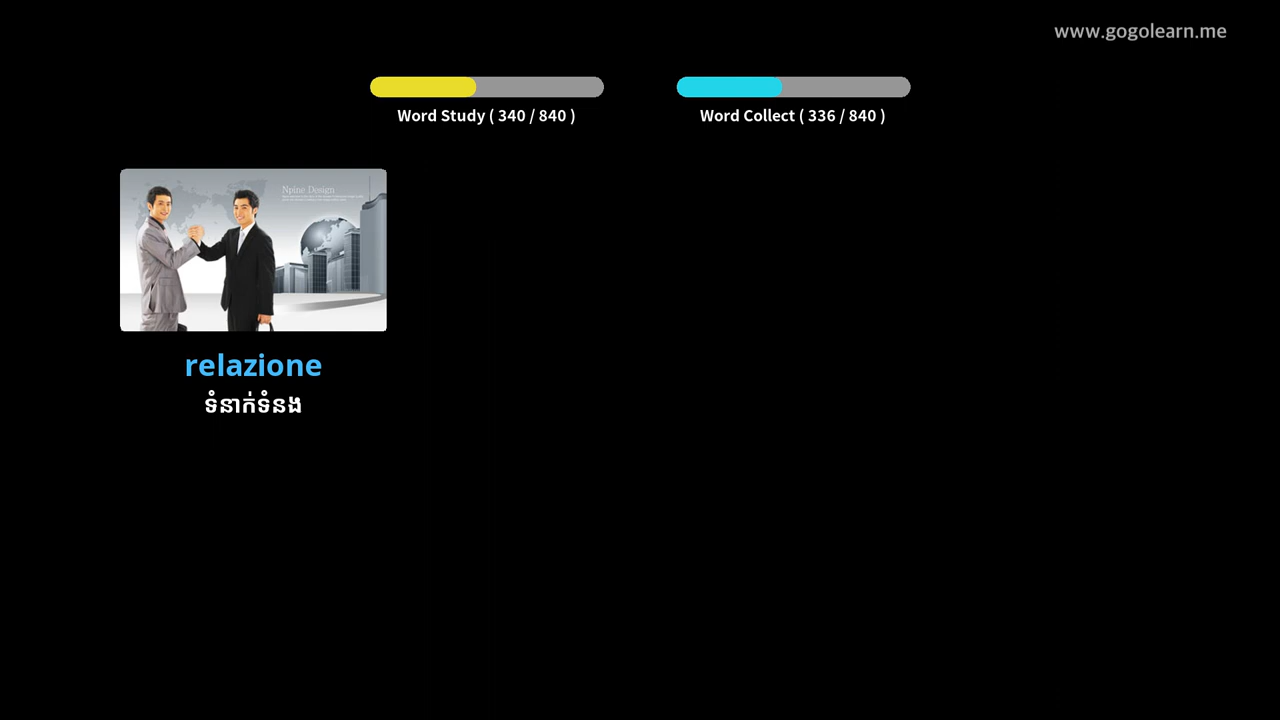 www.gogolearn.me
Word Study ( 340 / 840 )
Word Collect ( 336 / 840 )
Npine Design
relazione
ទំនាក់ទំនង